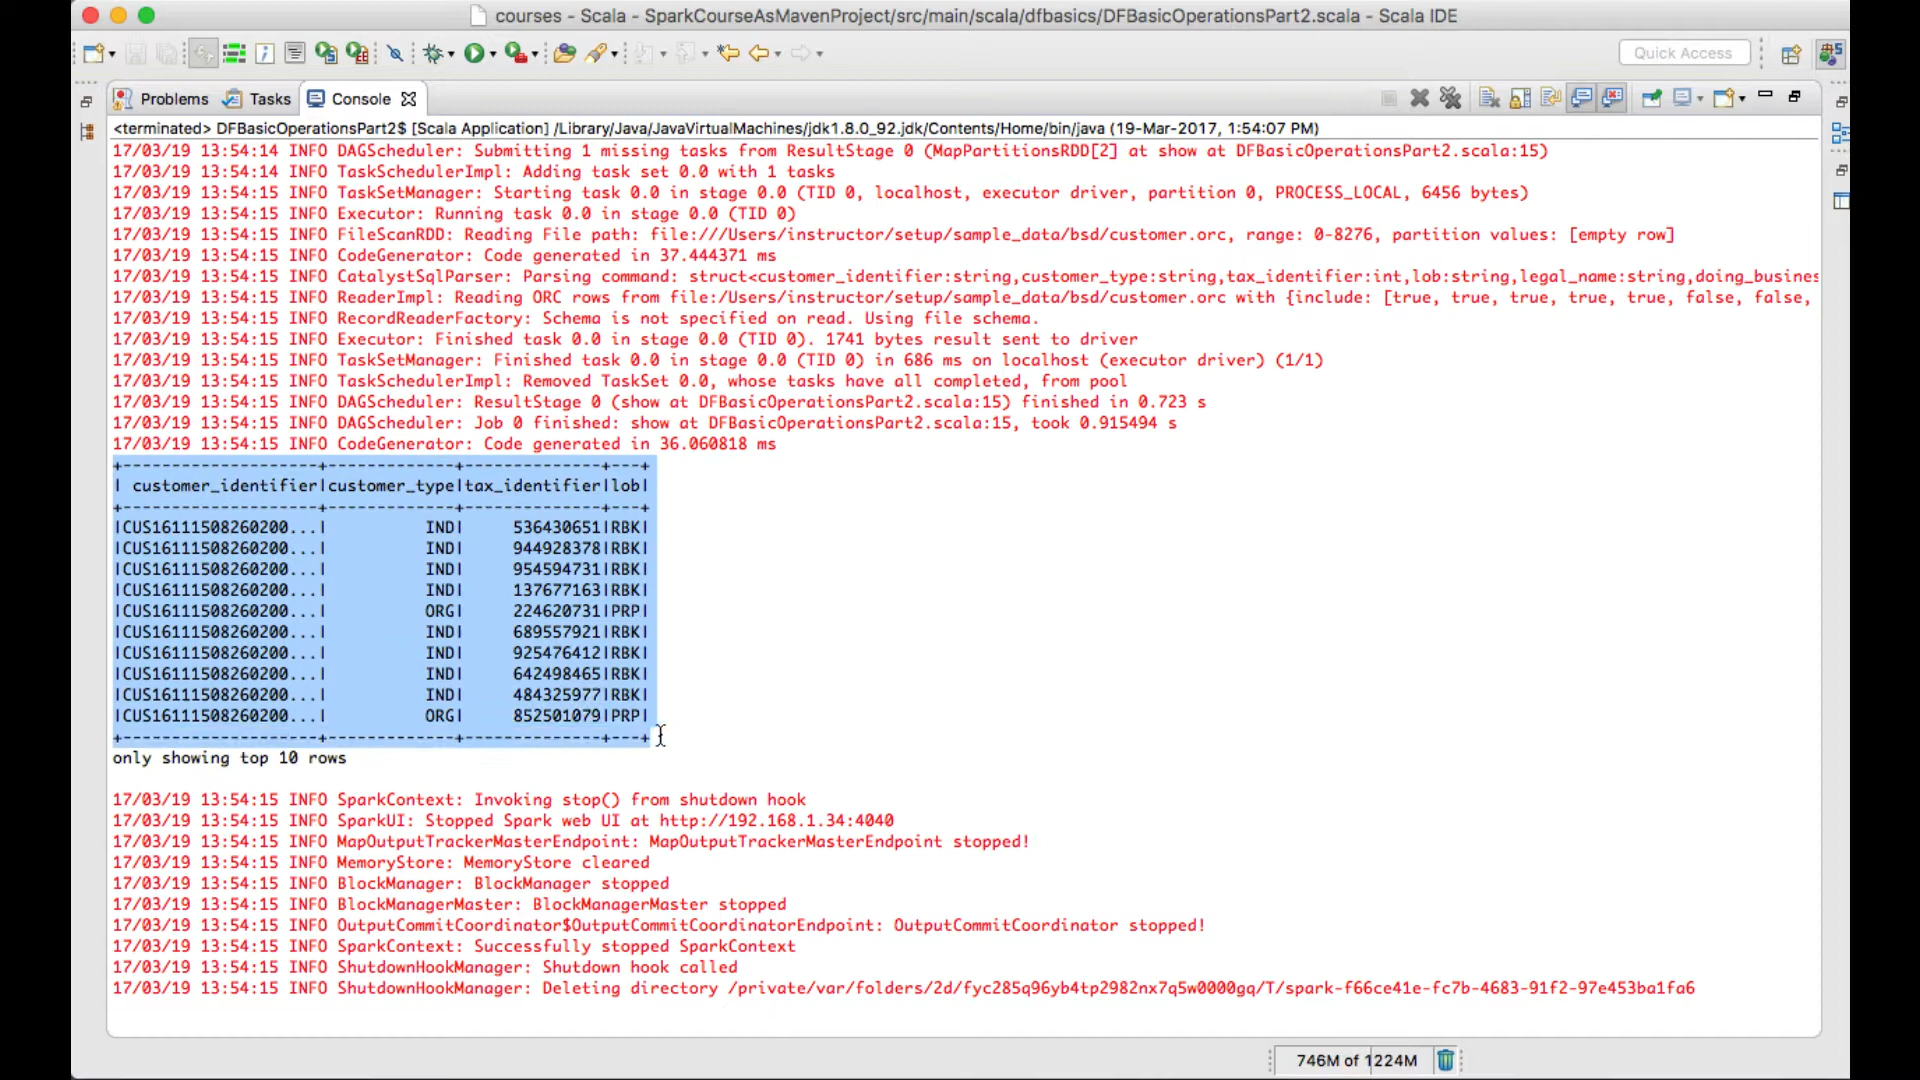 courses - Scala - SparkCourseAsMavenProject/src/main/scala/dfbasics/DFBasicOperationsPart2.scala - Scala IDE
Quick Access
Problems Tasks Console
<terminated> DFBasicOperationsPart2$ [Scala Application] /Library/Java/JavaVirtualMachines/jdk1.8.0_92.jdk/Contents/Home/bin/java (19-Mar-2017, 1:54:07 PM)
17/03/19 13:54:14 INFO DAGScheduler: Submitting 1 missing tasks from ResultStage 0 (MapPartitionsRDD[2] at show at DFBasicOperationsPart2.scala:15)
17/03/19 13:54:14 INFO TaskSchedulerImpl: Adding task set 0.0 with 1 tasks
17/03/19 13:54:15 INFO TaskSetManager: Starting task 0.0 in stage 0.0 (TID 0, localhost, executor driver, partition 0, PROCESS_LOCAL, 6456 bytes)
17/03/19 13:54:15 INFO Executor: Running task 0.0 in stage 0.0 (TID 0)
17/03/19 13:54:15 INFO FileScanRDD: Reading File path: file:///Users/instructor/setup/sample_data/bsd/customer.orc, range: 0-8276, partition values: [empty row]
17/03/19 13:54:15 INFO CodeGenerator: Code generated in 37.444371 ms
17/03/19 13:54:15 INFO CatalystSqlParser: Parsing command: struct<customer_identifier:string,customer_type:string,tax_identifier:int,lob:string,legal_name:string,doing_busines
17/03/19 13:54:15 INFO ReaderImpl: Reading ORC rows from file:/Users/instructor/setup/sample_data/bsd/customer.orc with {include: [true, true, true, true, true, false, false,
17/03/19 13:54:15 INFO RecordReaderFactory: Schema is not specified on read. Using file schema.
17/03/19 13:54:15 INFO Executor: Finished task 0.0 in stage 0.0 (TID 0). 1741 bytes result sent to driver
17/03/19 13:54:15 INFO TaskSetManager: Finished task 0.0 in stage 0.0 (TID 0) in 686 ms on localhost (executor driver) (1/1)
17/03/19 13:54:15 INFO TaskSchedulerImpl: Removed TaskSet 0.0, whose tasks have all completed, from pool
17/03/19 13:54:15 INFO DAGScheduler: ResultStage 0 (show at DFBasicOperationsPart2.scala:15) finished in 0.723 s
17/03/19 13:54:15 INFO DAGScheduler: Job 0 finished: show at DFBasicOperationsPart2.scala:15, took 0.915494 s
17/03/19 13:54:15 INFO CodeGenerator: Code generated in 36.060818 ms
+--------------------+-------------+--------------+---+
| customer_identifier|customer_type|tax_identifier|lob|
+--------------------+-------------+--------------+---+
|CUS16111508260200...| IND| 536430651|RBK|
|CUS16111508260200...| IND| 944928378|RBK|
|CUS16111508260200...| IND| 954594731|RBK|
|CUS16111508260200...| IND| 137677163|RBK|
|CUS16111508260200...| ORG| 224620731|PRP|
|CUS16111508260200...| IND| 689557921|RBK|
|CUS16111508260200...| IND| 925476412|RBK|
|CUS16111508260200...| IND| 642498465|RBK|
|CUS16111508260200...| IND| 484325977|RBK|
|CUS16111508260200...| ORG| 852501079|PRP|
+--------------------+-------------+--------------+---+
only showing top 10 rows
17/03/19 13:54:15 INFO SparkContext: Invoking stop() from shutdown hook
17/03/19 13:54:15 INFO SparkUI: Stopped Spark web UI at http://192.168.1.34:4040
17/03/19 13:54:15 INFO MapOutputTrackerMasterEndpoint: MapOutputTrackerMasterEndpoint stopped!
17/03/19 13:54:15 INFO MemoryStore: MemoryStore cleared
17/03/19 13:54:15 INFO BlockManager: BlockManager stopped
17/03/19 13:54:15 INFO BlockManagerMaster: BlockManagerMaster stopped
17/03/19 13:54:15 INFO OutputCommitCoordinator$OutputCommitCoordinatorEndpoint: OutputCommitCoordinator stopped!
17/03/19 13:54:15 INFO SparkContext: Successfully stopped SparkContext
17/03/19 13:54:15 INFO ShutdownHookManager: Shutdown hook called
17/03/19 13:54:15 INFO ShutdownHookManager: Deleting directory /private/var/folders/2d/fyc285q96yb4tp2982nx7q5w0000gq/T/spark-f66ce41e-fc7b-4683-91f2-97e453ba1fa6
746M of 1224M